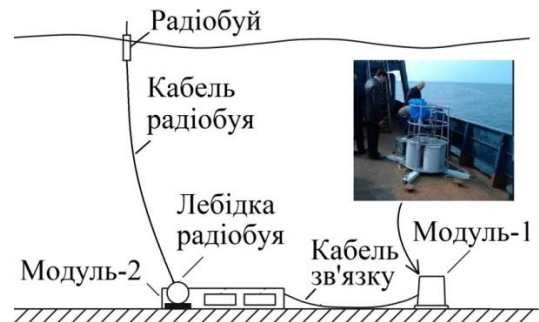 Радіобуй
Кабель
радіобуя
Лебідка
радіобуя
Кабель
зв'язку
Модуль-1
Модуль-2